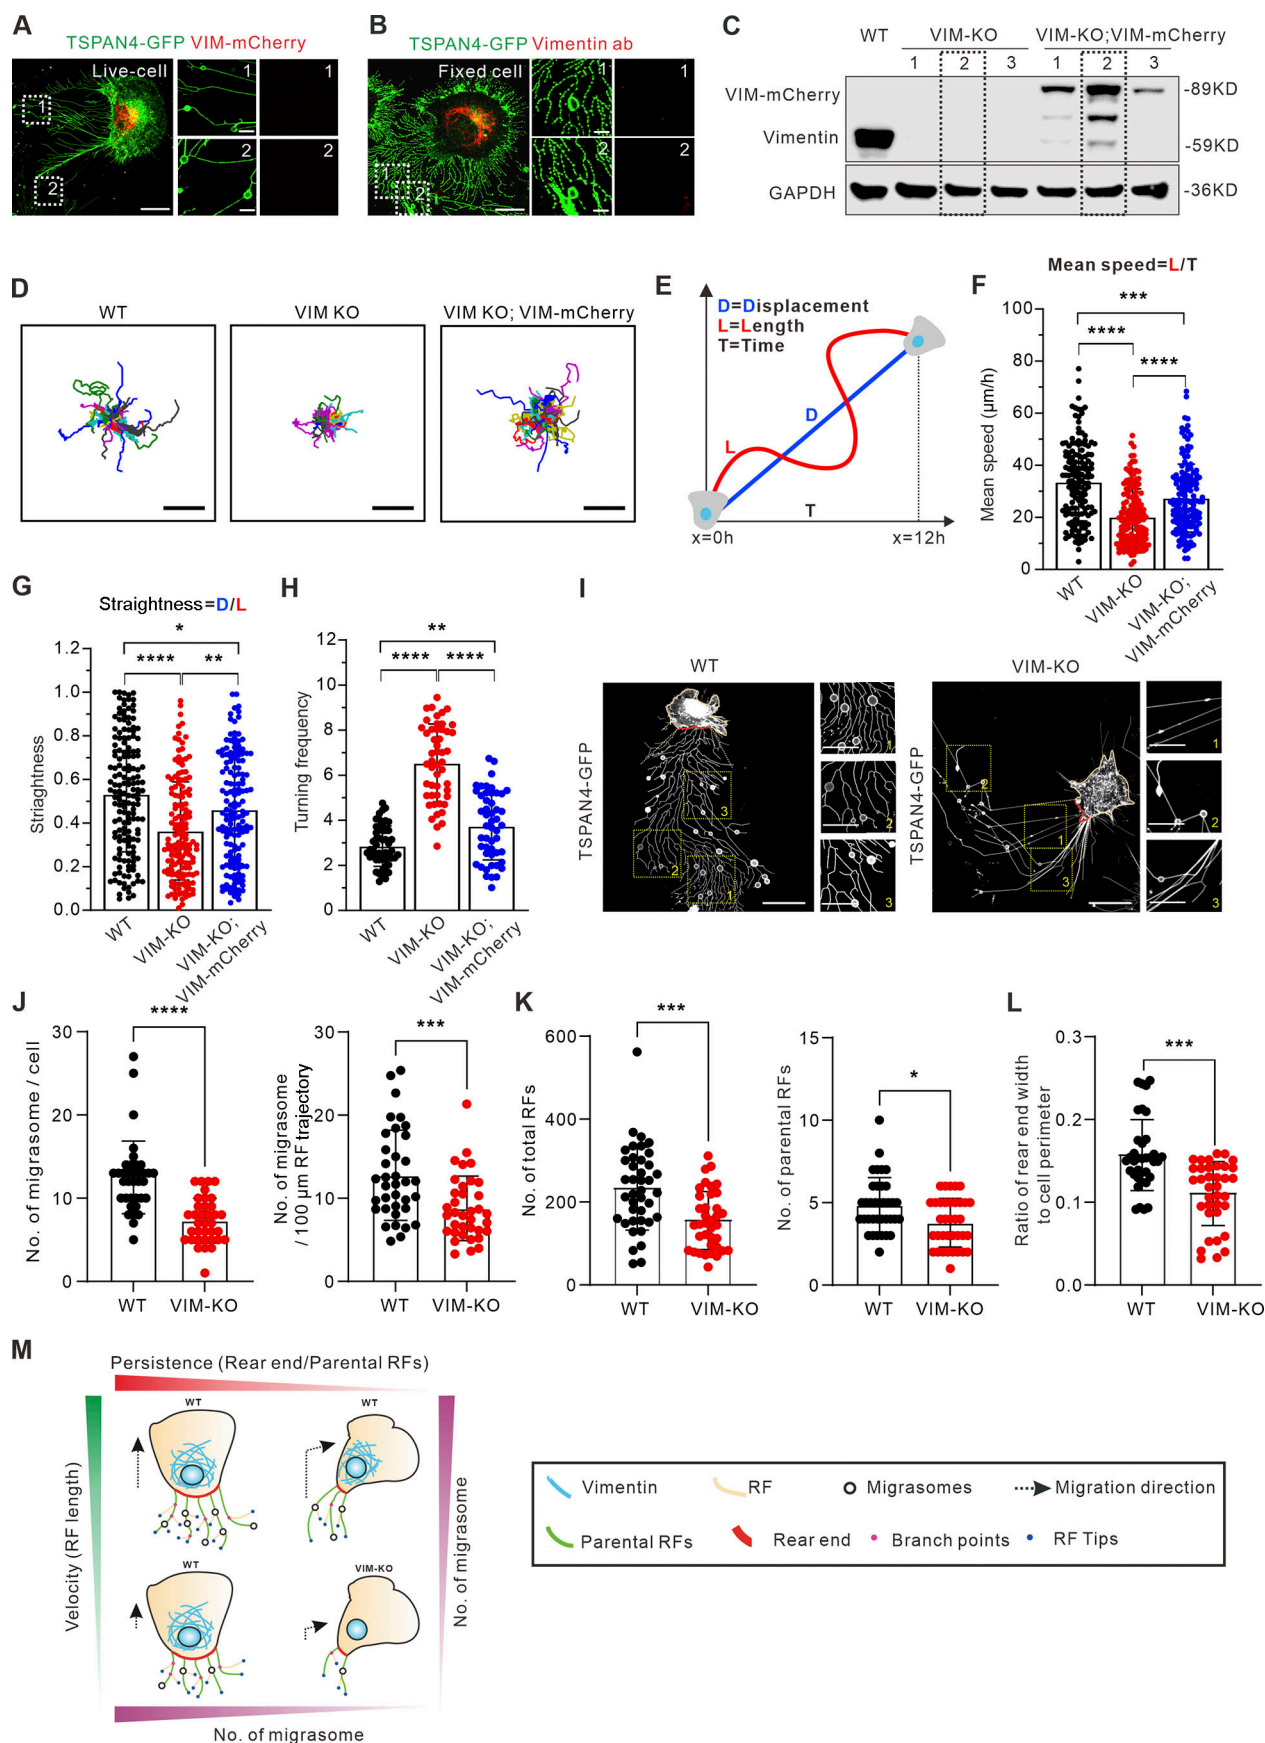 A
TSPAN4-GFP VIM-mCherry
Live-cell
1
2
1
1
2
2
B
TSPAN4-GFP Vimentin ab
Fixed cell
1
2
1
1
2
2
C
WT VIM-KO VIM-KO;VIM-mCherry
1 2 3 1 2 3
VIM-mCherry -89KD
Vimentin -59KD
GAPDH -36KD
D
WT VIM KO VIM KO; VIM-mCherry
E
D=Displacement
L=Length
T=Time
D
L
T
x=0h x=12h
F
Mean speed=L/T
***
****
****
Mean speed (µm/h)
100
80
60
40
20
0
WT
VIM-KO
VIM-KO;
VIM-mCherry
G
Straightness=D/L
*
**** **
Striaghtness
1.2
1.0
0.8
0.6
0.4
0.2
0.0
WT
VIM-KO
VIM-KO;
VIM-mCherry
H
**
**** ****
Turning frequency
12
10
8
6
4
2
0
WT
VIM-KO
VIM-KO;
VIM-mCherry
I
WT VIM-KO
TSPAN4-GFP
3
2
1
1
2
3
TSPAN4-GFP
2
1
3
1
2
3
J
****
No. of migrasome / cell
30
20
10
0
WT VIM-KO
***
No. of migrasome
/ 100 µm RF trajectory
30
20
10
0
WT VIM-KO
K
***
No. of total RFs
600
400
200
0
WT VIM-KO
*
No. of parental RFs
15
10
5
0
WT VIM-KO
L
***
Ratio of rear end width
to cell perimeter
0.3
0.2
0.1
0.0
WT VIM-KO
M
Persistence (Rear end/Parental RFs)
Velocity (RF length)
WT
WT
WT
VIM-KO
No. of migrasome
No. of migrasome
Vimentin RF Migrasomes Migration direction
Parental RFs Rear end Branch points RF Tips